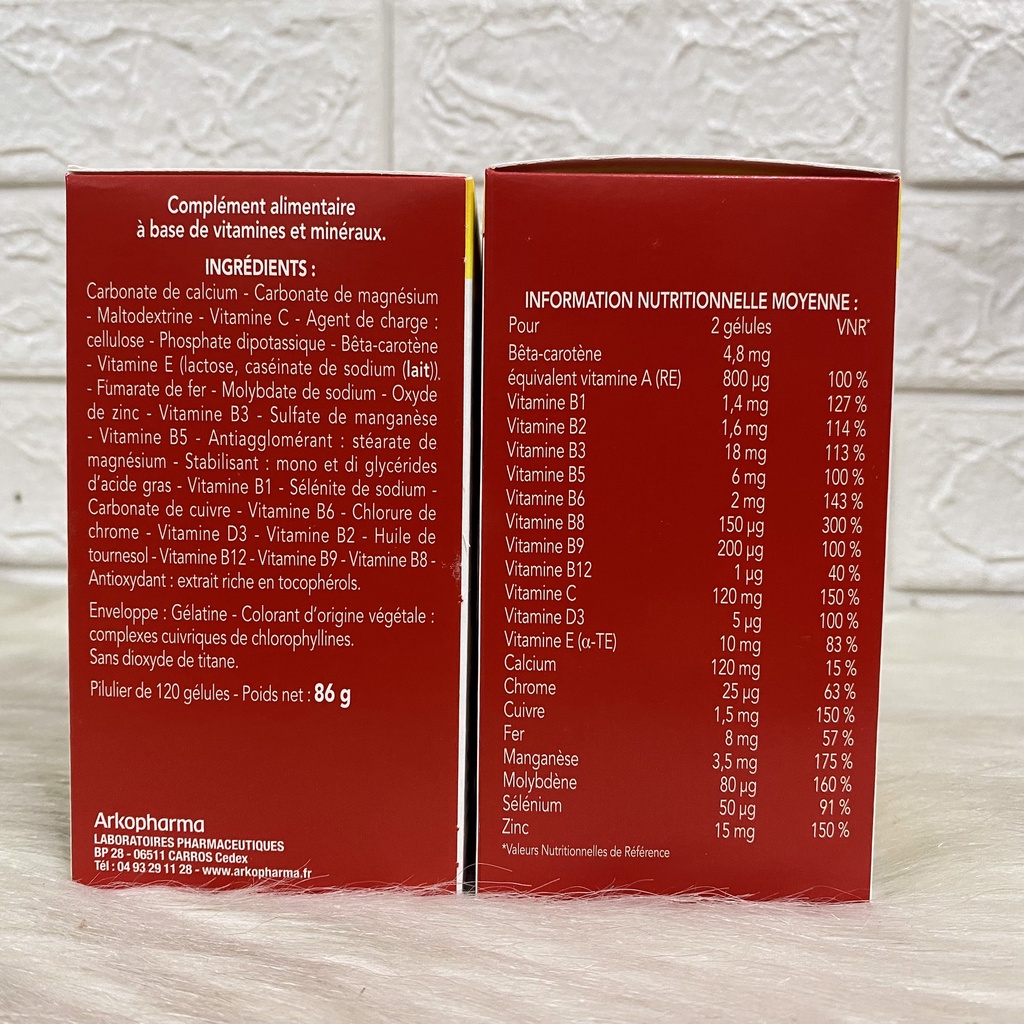 Complément alimentaire
à base de vitamines et minéraux.
INGRÉDIENTS :
Carbonate de calcium - Carbonate de magnésium
- Maltodextrine - Vitamine C - Agent de charge :
cellulose - Phosphate dipotassique - Bêta-carotène
- Vitamine E (lactose, caséinate de sodium (lait)).
- Fumarate de fer - Molybdate de sodium - Oxyde
de zinc - Vitamine B3 - Sulfate de manganèse
- Vitamine B5 - Antiagglomérant : stéarate de
magnésium - Stabilisant : mono et di glycérides
d'acide gras - Vitamine B1 - Sélénite de sodium -
Carbonate de cuivre - Vitamine B6 - Chlorure de
chrome - Vitamine D3 - Vitamine B2 - Huile de
tournesol - Vitamine B12 - Vitamine B9 - Vitamine B8 -
Antioxydant : extrait riche en tocophérols.
Enveloppe : Gélatine - Colorant d'origine végétale :
complexes cuivriques de chlorophyllines.
Sans dioxyde de titane.
Pilulier de 120 gélules - Poids net : 86 g
Arkopharma
LABORATOIRES PHARMACEUTIQUES
BP 28 - 06511 CARROS Cedex
Tél : 04 93 29 11 28 - www.arkopharma.fr
INFORMATION NUTRITIONNELLE MOYENNE :
Pour 2 gélules VNR*
Bêta-carotène 4,8 mg
équivalent vitamine A (RE) 800 µg 100 %
Vitamine B1 1,4 mg 127 %
Vitamine B2 1,6 mg 114 %
Vitamine B3 18 mg 113 %
Vitamine B5 6 mg 100 %
Vitamine B6 2 mg 143 %
Vitamine B8 150 µg 300 %
Vitamine B9 200 µg 100 %
Vitamine B12 1 µg 40 %
Vitamine C 120 mg 150 %
Vitamine D3 5 µg 100 %
Vitamine E (α-TE) 10 mg 83 %
Calcium 120 mg 15 %
Chrome 25 µg 63 %
Cuivre 1,5 mg 150 %
Fer 8 mg 57 %
Manganèse 3,5 mg 175 %
Molybdène 80 µg 160 %
Sélénium 50 µg 91 %
Zinc 15 mg 150 %
*Valeurs Nutritionnelles de Référence